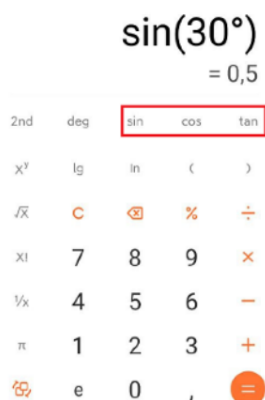 sin(30°)
= 0,5
2nd deg sin cos tan
xʸ lg ln ( )
√x C % ÷
X! 7 8 9 ×
¹/x 4 5 6 −
π 1 2 3 +
e 0 , =